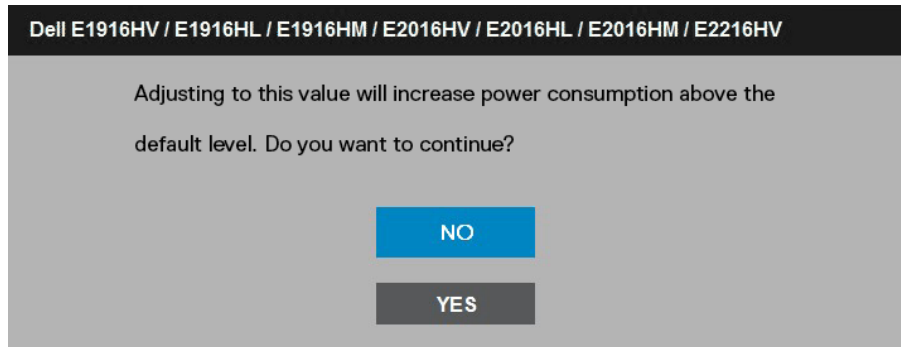 Dell E1916HV / E1916HL / E1916HM / E2016HV / E2016HL / E2016HM / E2216HV
Adjusting to this value will increase power consumption above the
default level. Do you want to continue?
NO
YES